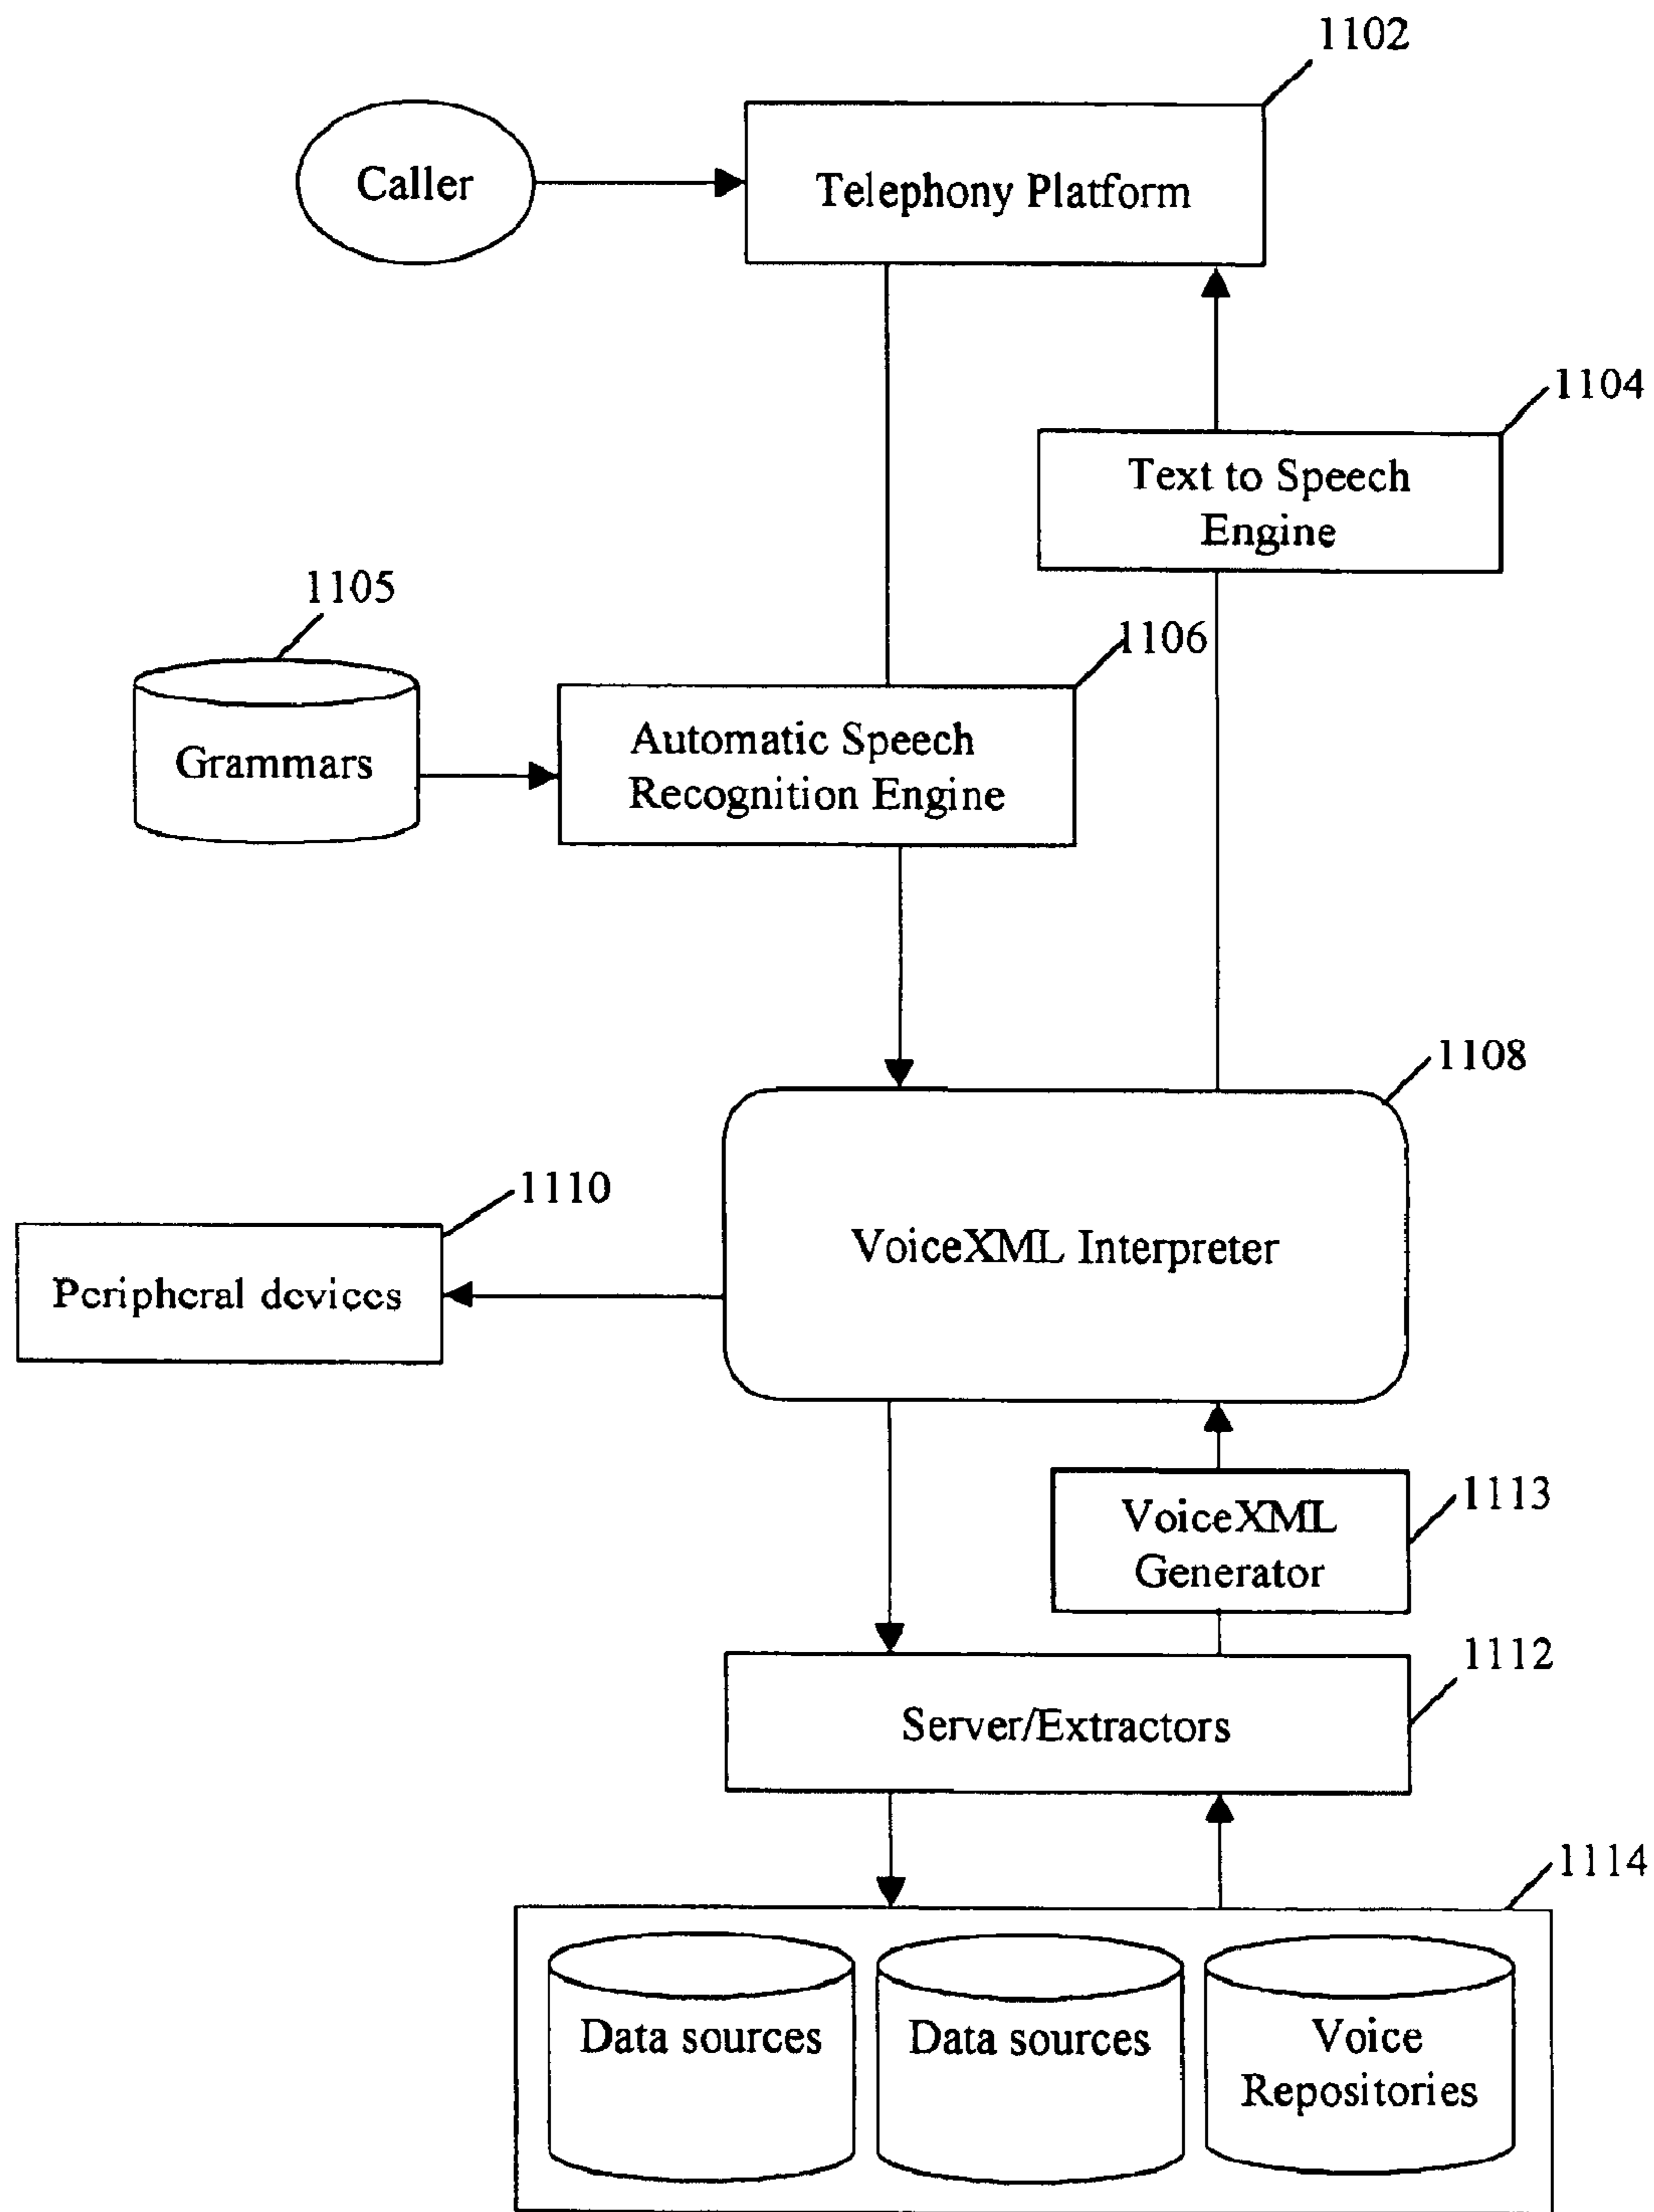 1102
Caller
Telephony Platform
1104
Text to Speech
Engine
1105
1106
Grammars
Automatic Speech
Recognition Engine
1108
1110
VoiceXML Interpreter
Peripheral devices
1113
VoiceXML
Generator
1112
Server/Extractors
1114
Data sources
Data sources
Voice
Repositories